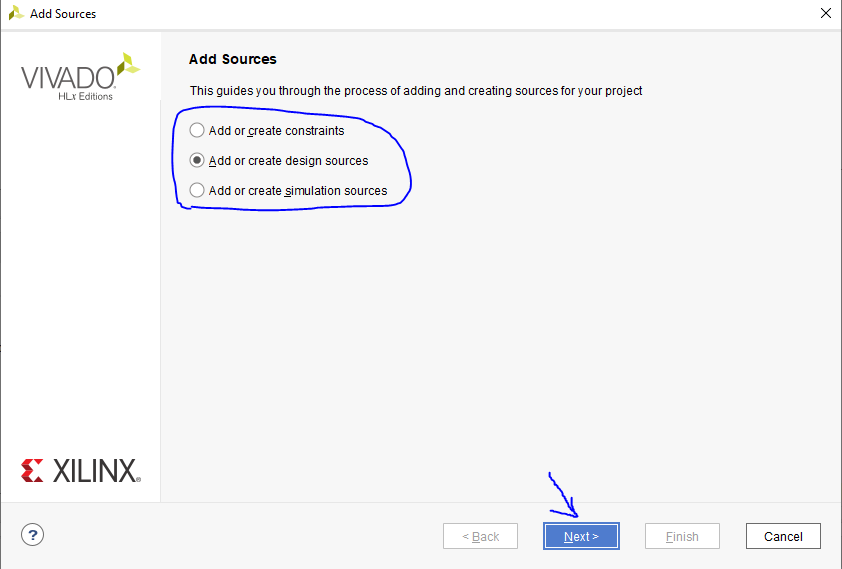 Add Sources
VIVADO
HLx Editions
Add Sources
This guides you through the process of adding and creating sources for your project
Add or create constraints
Add or create design sources
Add or create simulation sources
XILINX
?
< Back
Next >
Finish
Cancel